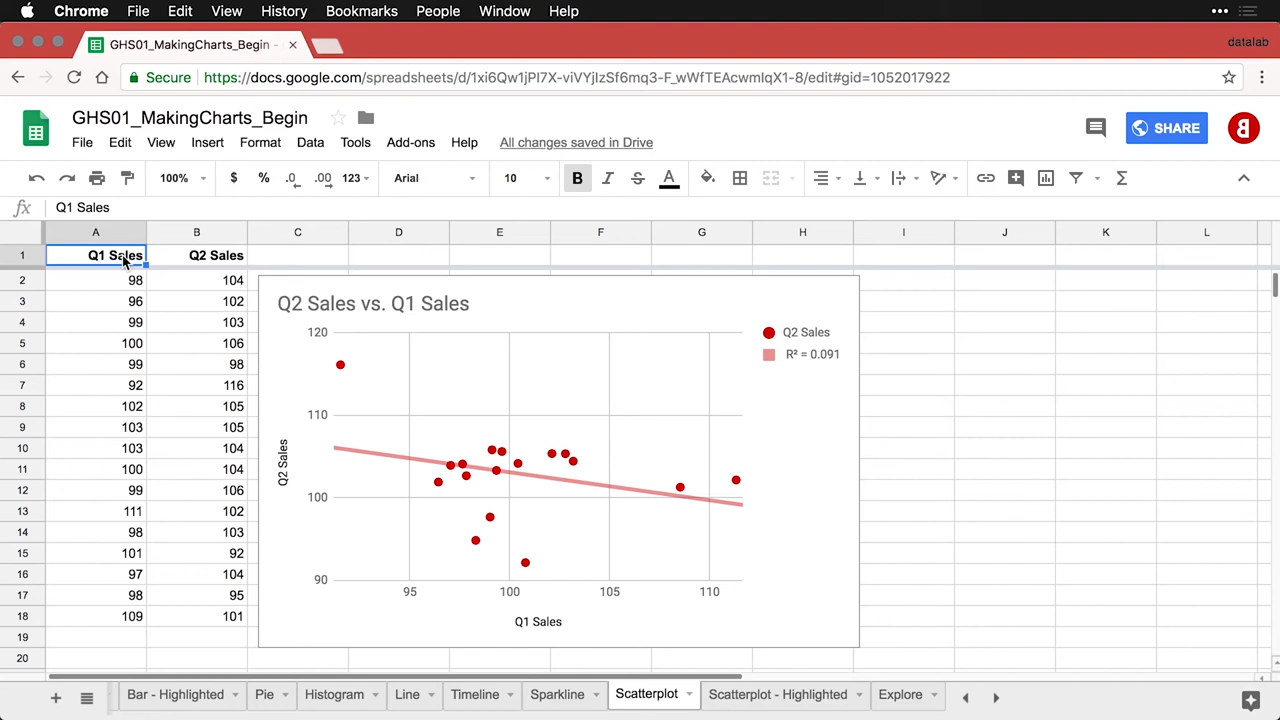 Chrome File Edit View History Bookmarks People Window Help
GHS01_MakingCharts_Begin - × datalab
Secure https://docs.google.com/spreadsheets/d/1xi6Qw1jPl7X-viVYjIzSf6mq3-F_wWfTEAcwmIqX1-8/edit#gid=1052017922
GHS01_MakingCharts_Begin
SHARE
File Edit View Insert Format Data Tools Add-ons Help All changes saved in Drive
100% $ % .0 .00 123 Arial 10 B I S A Σ
fx Q1 Sales
A B C D E F G H I J K L
1 Q1 Sales Q2 Sales
2 98 104
3 96 102
4 99 103
5 100 106
6 99 98
7 92 116
8 102 105
9 103 105
10 103 104
11 100 104
12 99 106
13 111 102
14 98 103
15 101 92
16 97 104
17 98 95
18 109 101
19
20
Q2 Sales vs. Q1 Sales
Q2 Sales
R² = 0.091
120
110
100
90
Q2 Sales
95 100 105 110
Q1 Sales
+ Bar - Highlighted Pie Histogram Line Timeline Sparkline Scatterplot Scatterplot - Highlighted Explore